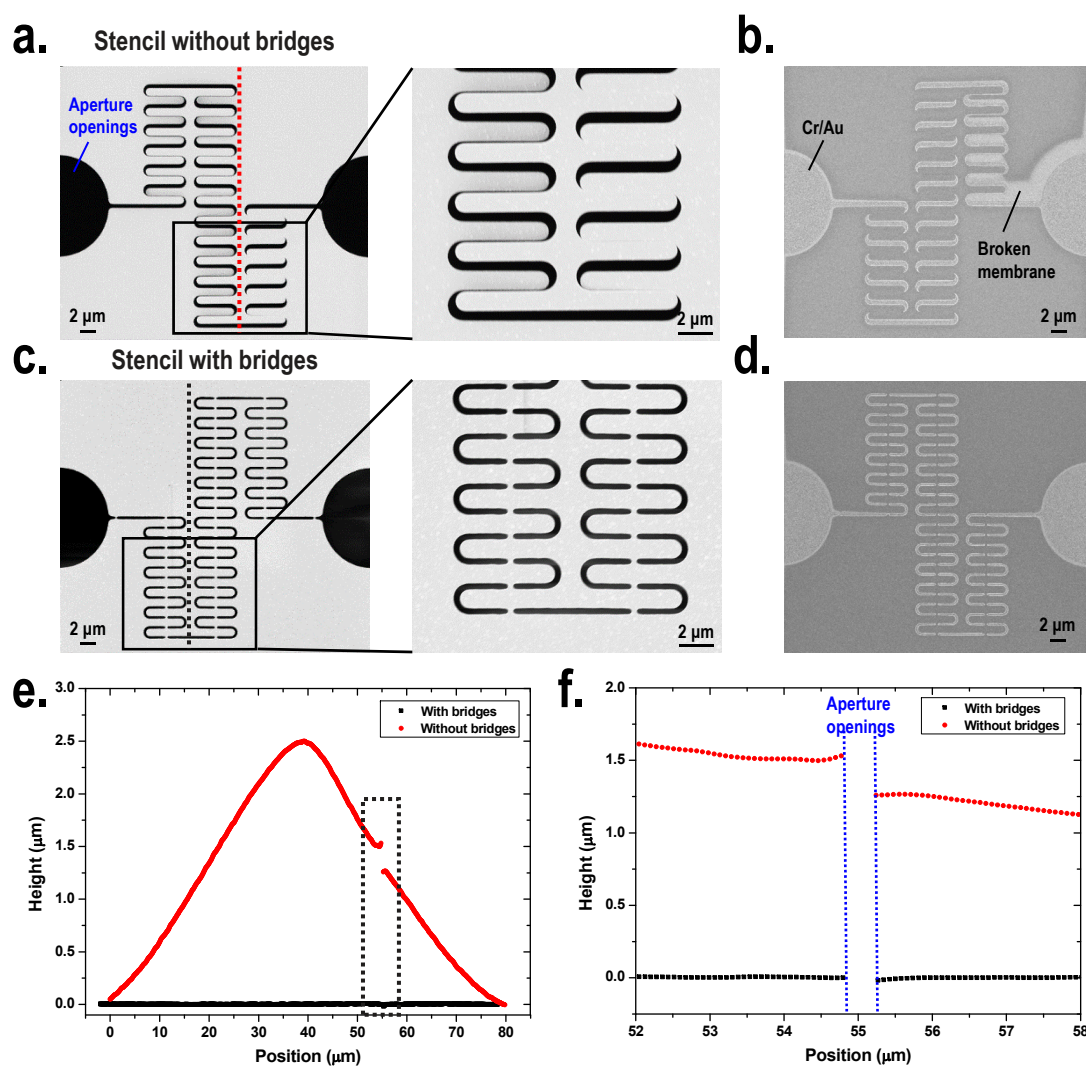 a.
Stencil without bridges
b.
Aperture
openings
2 µm
2 µm
Cr/Au
Broken
membrane
2 µm
c.
Stencil with bridges
d.
2 µm
2 µm
2 µm
e.
3.0
2.5
2.0
1.5
1.0
0.5
0.0
Height (µm)
With bridges
Without bridges
0 10 20 30 40 50 60 70 80
Position (µm)
f.
2.0
1.5
1.0
0.5
0.0
Height (µm)
Aperture
openings
With bridges
Without bridges
52 53 54 55 56 57 58
Position (µm)